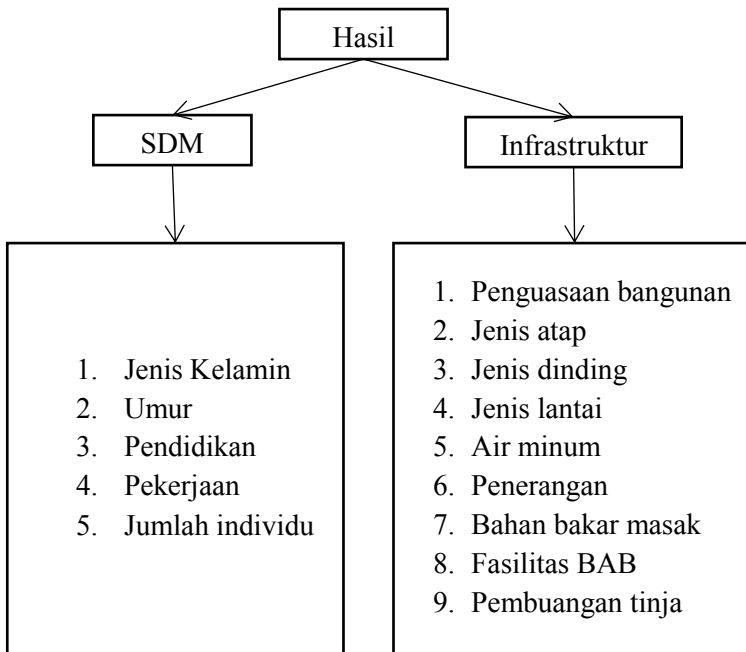 Hasil
SDM
Infrastruktur
1. Jenis Kelamin
2. Umur
3. Pendidikan
4. Pekerjaan
5. Jumlah individu
1. Penguasaan bangunan
2. Jenis atap
3. Jenis dinding
4. Jenis lantai
5. Air minum
6. Penerangan
7. Bahan bakar masak
8. Fasilitas BAB
9. Pembuangan tinja